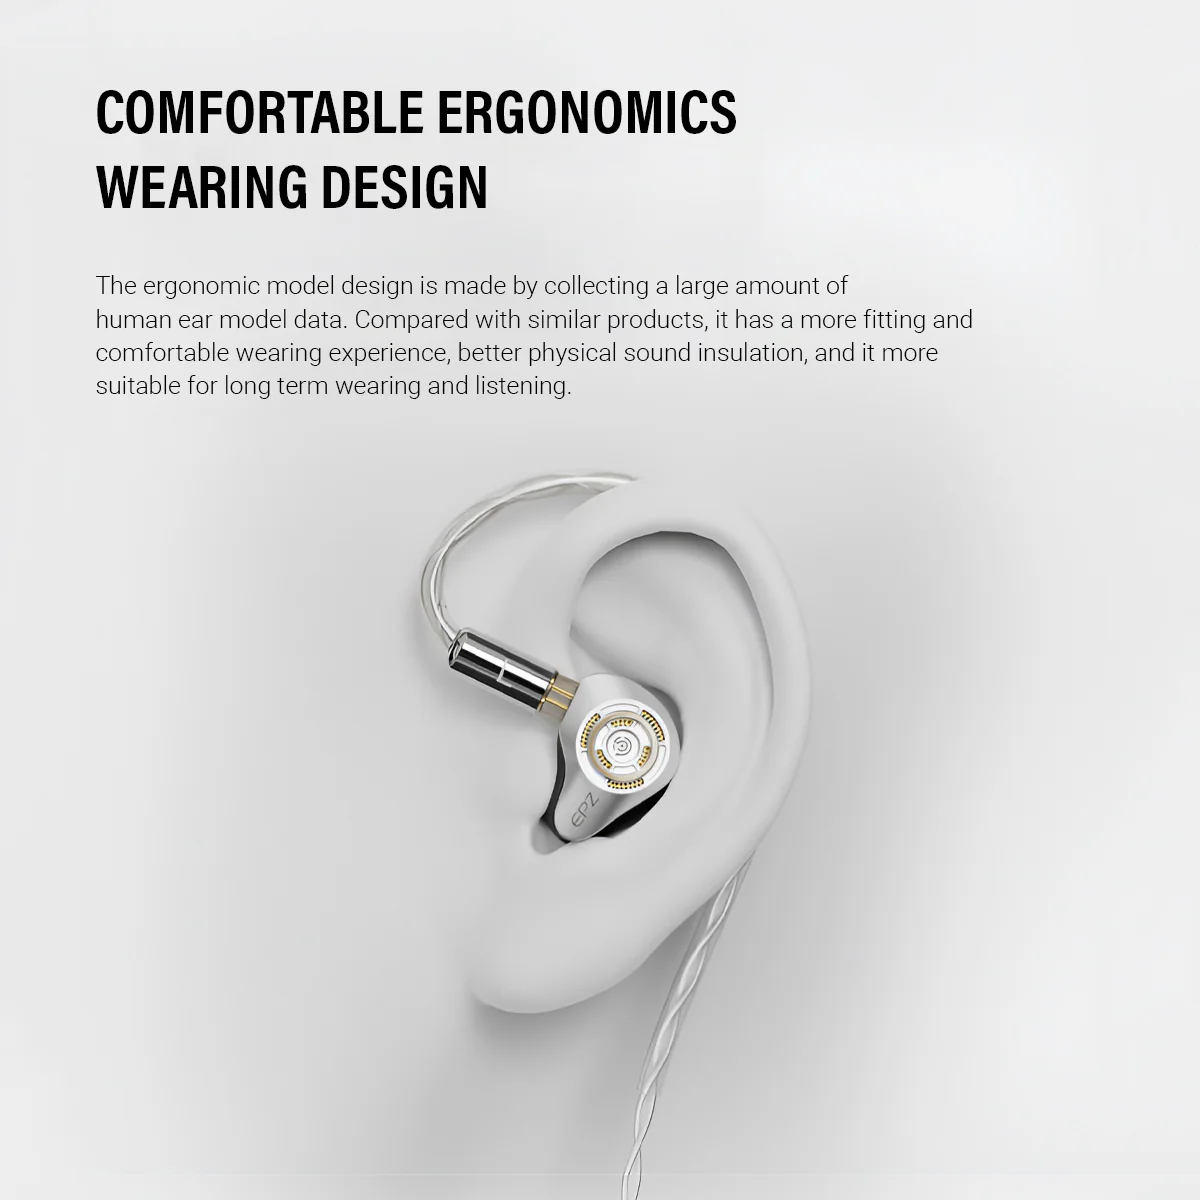 COMFORTABLE ERGONOMICS
WEARING DESIGN
The ergonomic model design is made by collecting a large amount of
human ear model data. Compared with similar products, it has a more fitting and
comfortable wearing experience, better physical sound insulation, and it more
suitable for long term wearing and listening.
EPZ